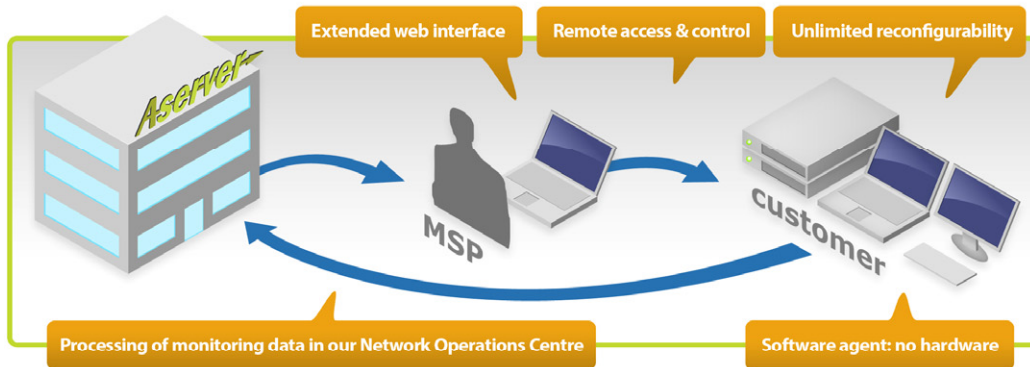 Extended web interface
Remote access & control
Unlimited reconfigurability
Aserver
MSP
customer
Processing of monitoring data in our Network Operations Centre
Software agent: no hardware